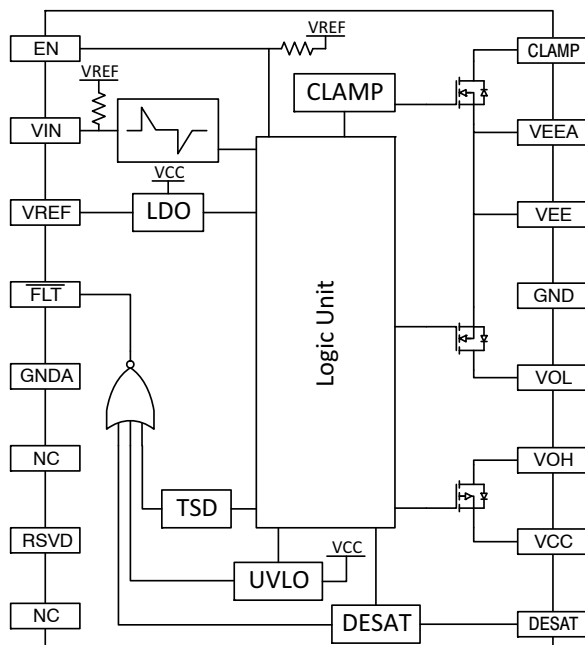 EN
VREF
CLAMP
VREF
CLAMP
VIN
VEEA
VCC
VREF
LDO
VEE
FLT
GND
Logic Unit
GNDA
VOL
NC
VOH
TSD
RSVD
VCC
VCC
UVLO
NC
DESAT
DESAT